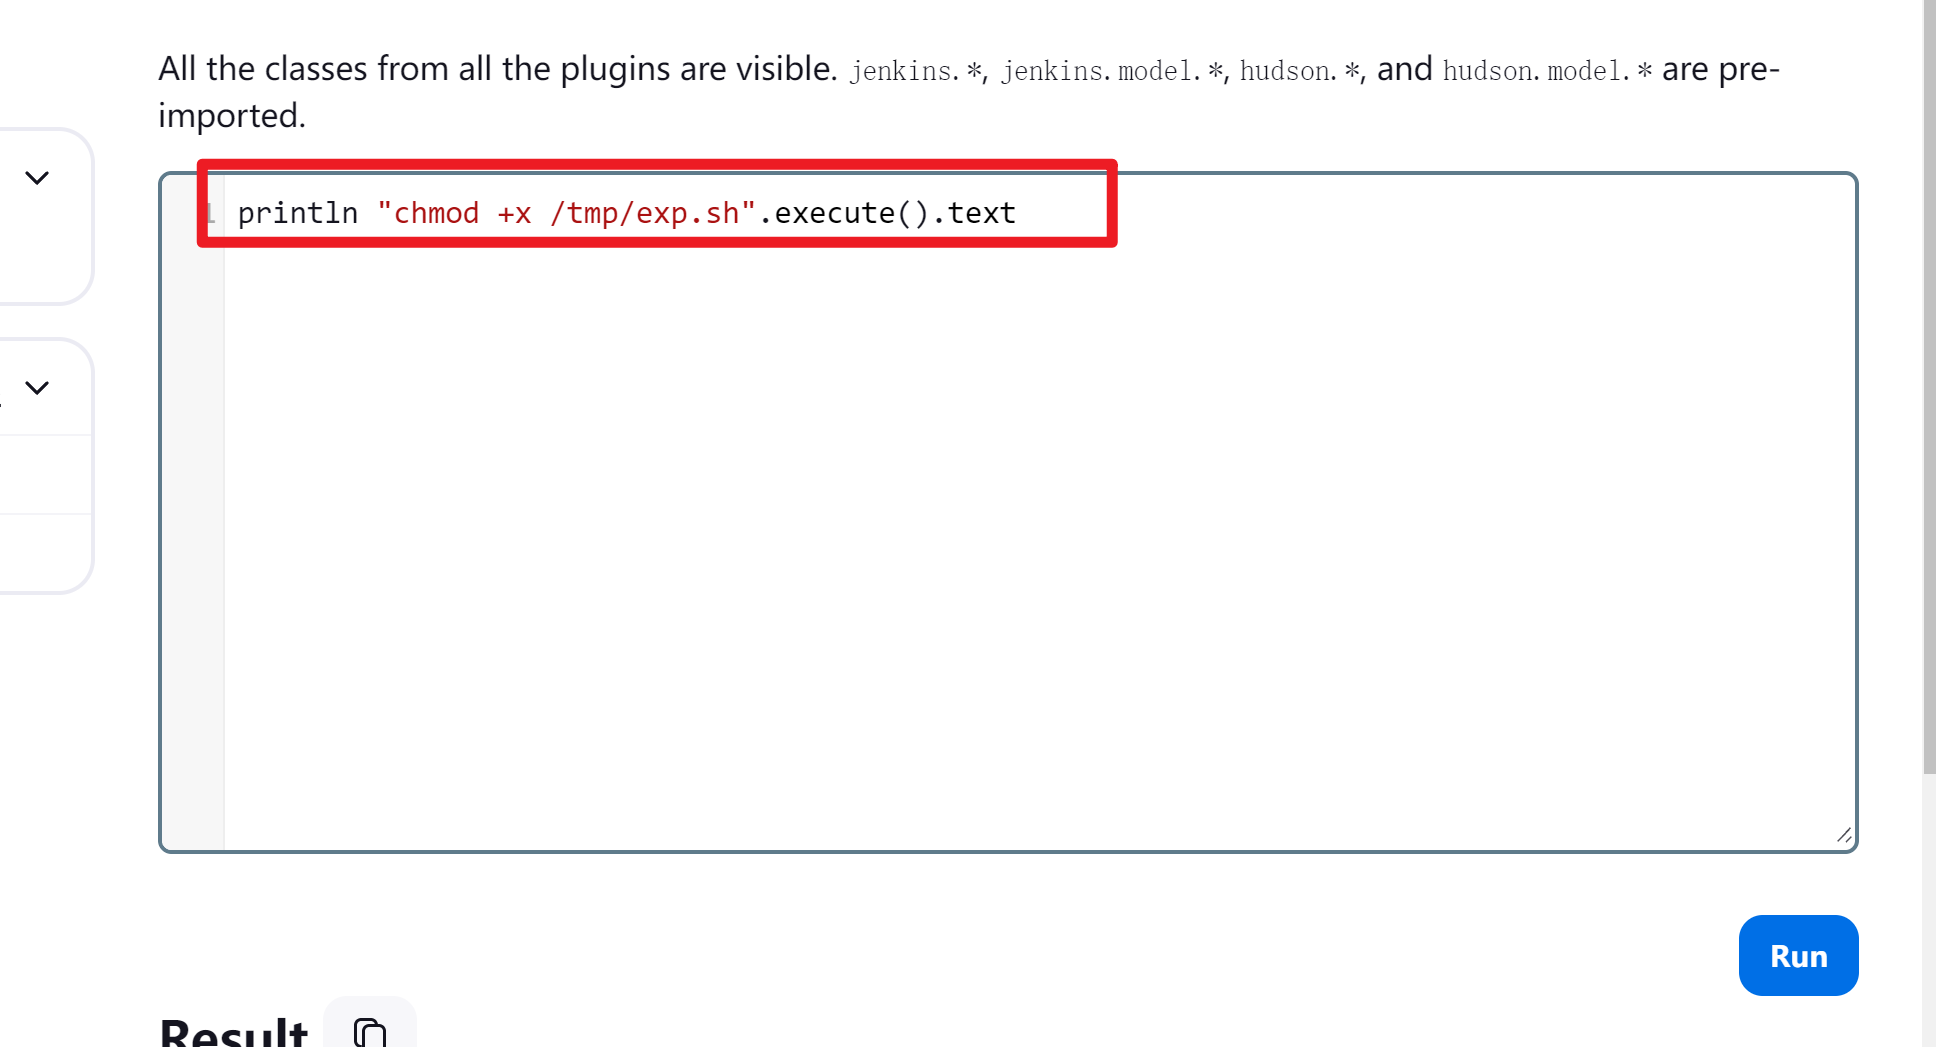 All the classes from all the plugins are visible. jenkins.*, jenkins.model.*, hudson.*, and hudson.model.* are pre-
imported.
1 println "chmod +x /tmp/exp.sh".execute().text
Run
Result